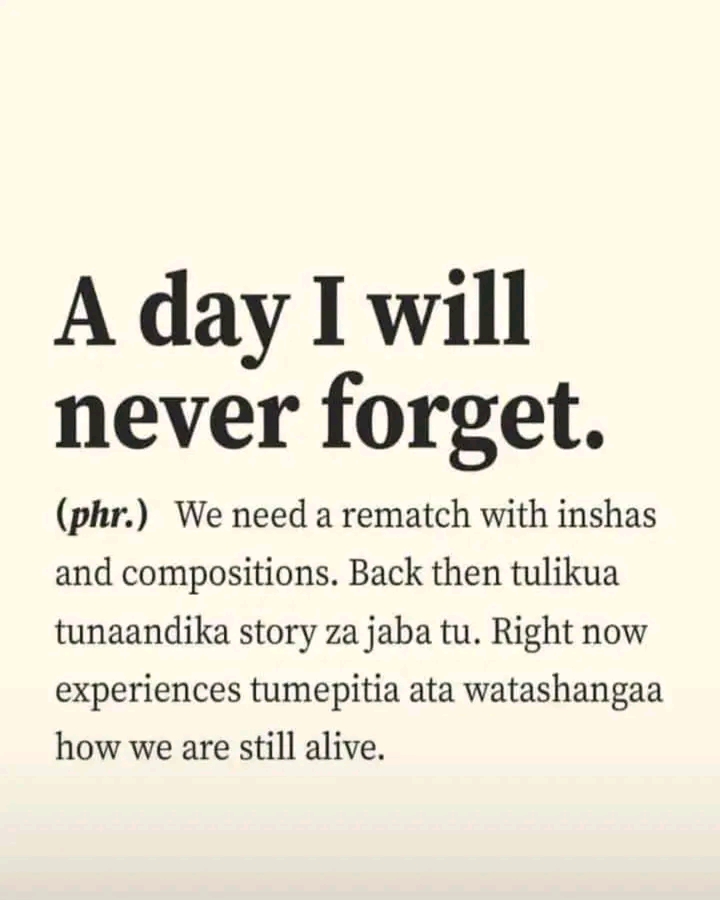 A day I will
never forget.
(phr.) We need a rematch with inshas
and compositions. Back then tulikua
tunaandika story za jaba tu. Right now
experiences tumepitia ata watashangaa
how we are still alive.